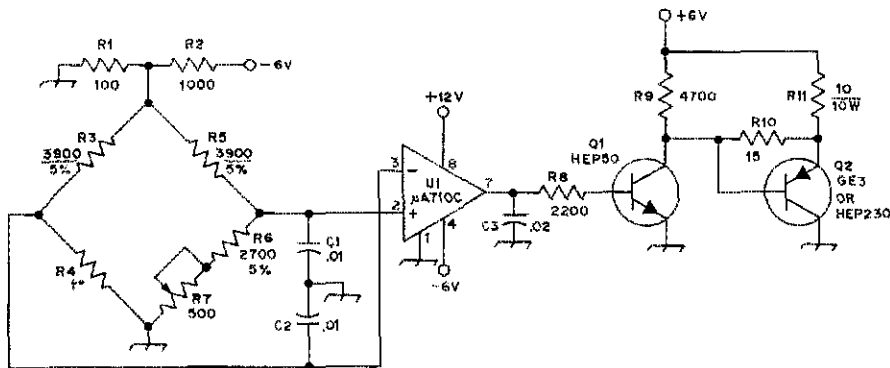 R1
100
R2
1000
-6V
R3
3900
5%
R5
3900
5%
R4
t°
R6
2700
5%
R7
500
C1
.01
C2
.01
+12V
3
2
8
7
1
4
U1
µA710C
-6V
C3
.02
R8
2200
Q1
HEP50
+6V
R9
4700
R10
15
R11
10
10W
Q2
GE3
OR
HEP230